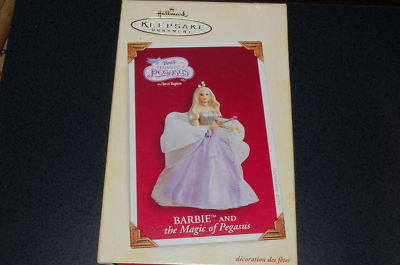 Hallmark
KEEPSAKE
ORNAMENT
Barbie
PEGASUS
BARBIE™ AND
the Magic of Pegasus
décoration des fêtes